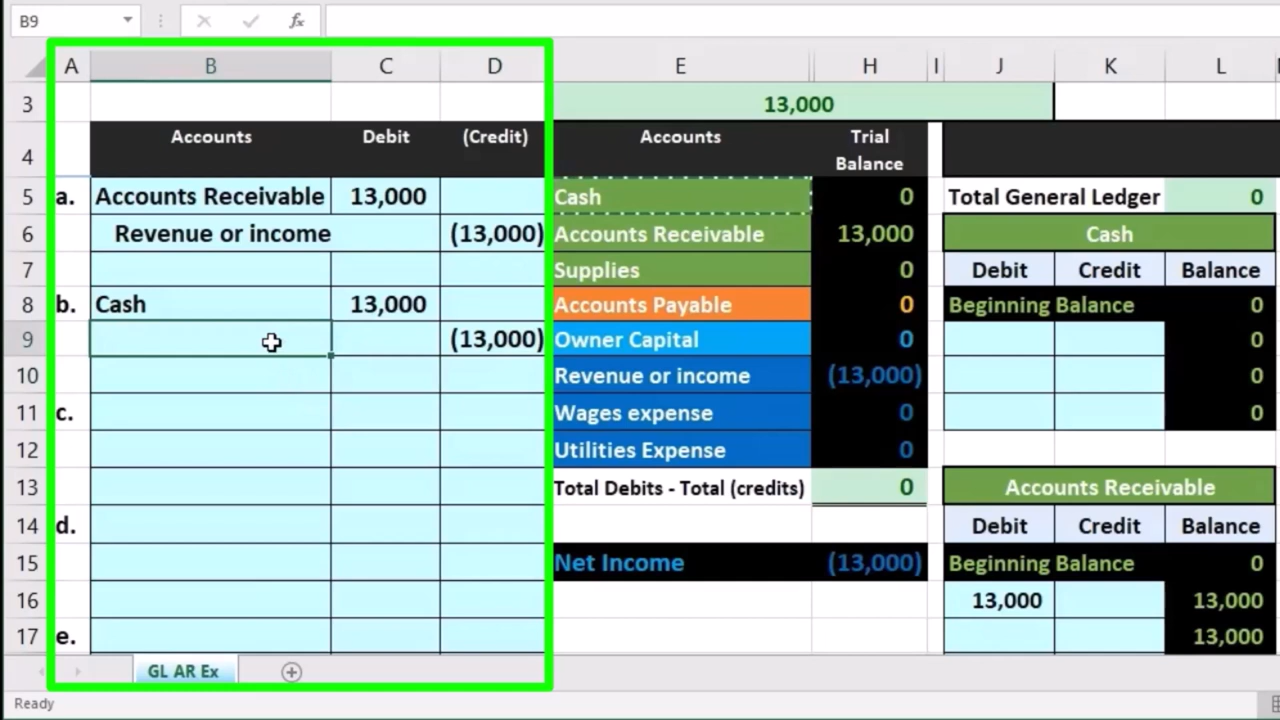 B9 fx
A B C D E H I J K L
3 13,000
4 Accounts Debit (Credit) Accounts Trial Balance
5 a. Accounts Receivable 13,000 Cash 0 Total General Ledger 0
6 Revenue or income (13,000) Accounts Receivable 13,000 Cash
7 Supplies 0 Debit Credit Balance
8 b. Cash 13,000 Accounts Payable 0 Beginning Balance 0
9 (13,000) Owner Capital 0 0
10 Revenue or income (13,000) 0
11 c. Wages expense 0 0
12 Utilities Expense 0
13 Total Debits - Total (credits) 0 Accounts Receivable
14 d. Debit Credit Balance
15 Net Income (13,000) Beginning Balance 0
16 13,000 13,000
17 e. 13,000
GL AR Ex
Ready